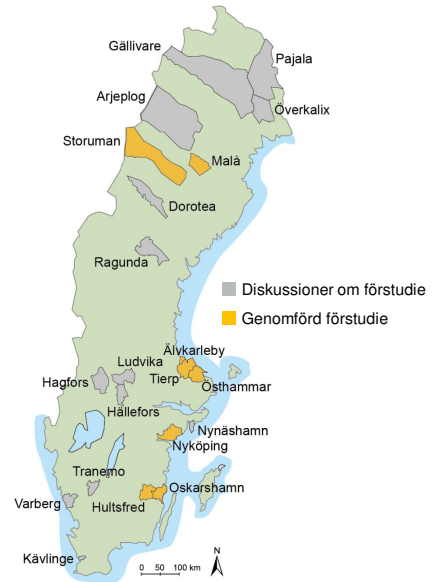 Gällivare
Pajala
Arjeplog
Överkalix
Storuman
Malå
Dorotea
Ragunda
Diskussioner om förstudie
Genomförd förstudie
Älvkarleby
Ludvika
Hagfors
Tierp
Östhammar
Hällefors
Nynäshamn
Nyköping
Tranemo
Oskarshamn
Varberg
Hultsfred
Kävlinge
0 50 100 km
N